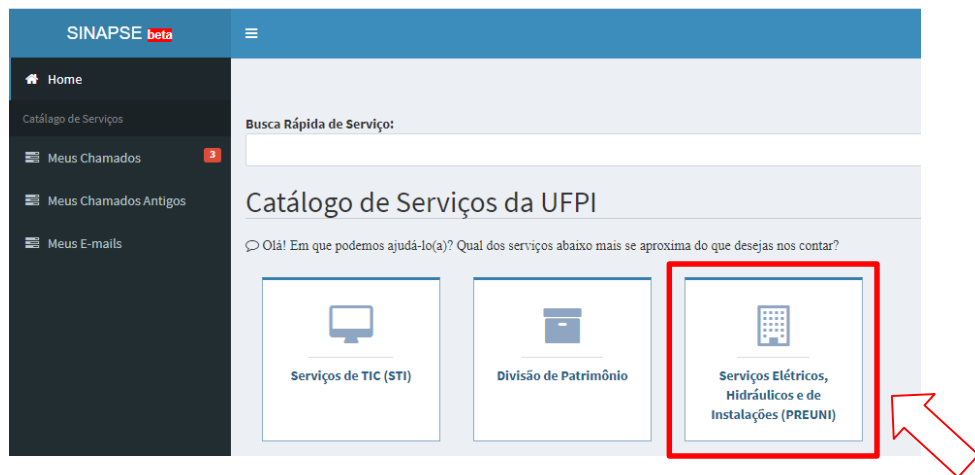 SINAPSE beta
Home
Catálago de Serviços
Meus Chamados 3
Meus Chamados Antigos
Meus E-mails
Busca Rápida de Serviço:
Catálogo de Serviços da UFPI
Olá! Em que podemos ajudá-lo(a)? Qual dos serviços abaixo mais se aproxima do que desejas nos contar?
Serviços de TIC (STI)
Divisão de Patrimônio
Serviços Elétricos,
Hidráulicos e de
Instalações (PREUNI)